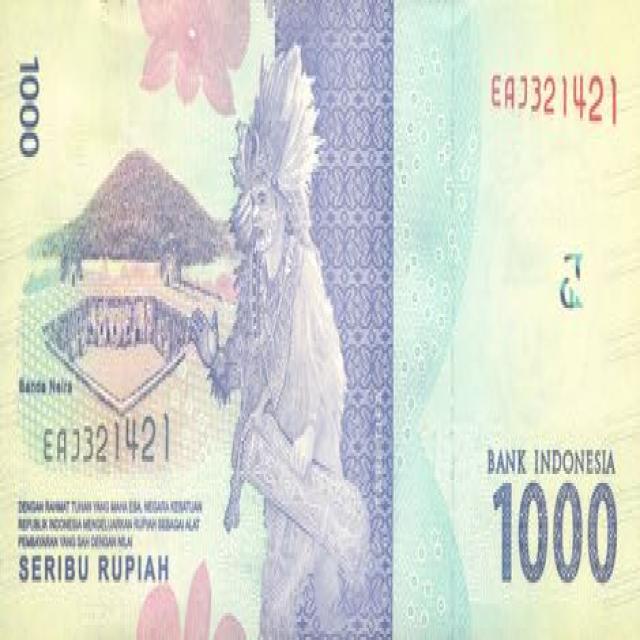 1000
EAJ321421
Banda Neira
EAJ321421
DENGAN RAHMAT TUHAN YANG MAHA ESA, NEGARA KESATUAN
REPUBLIK INDONESIA MENGELUARKAN RUPIAH SEBAGAI ALAT
PEMBAYARAN YANG SAH DENGAN NILAI
SERIBU RUPIAH
BANK INDONESIA
1000